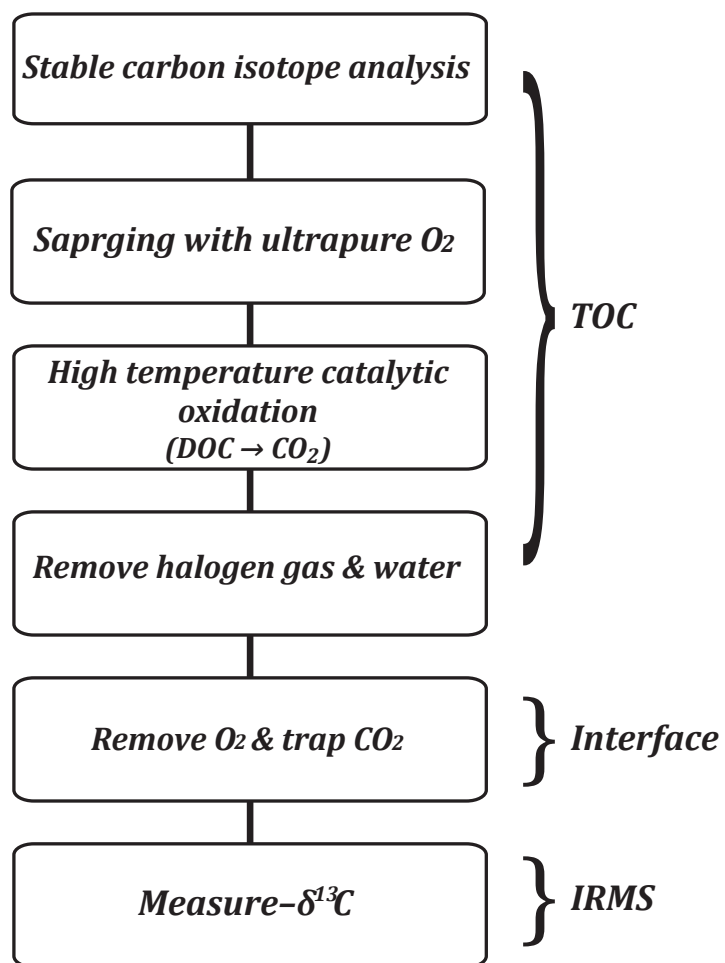 Stable carbon isotope analysis
Saprging with ultrapure O₂
TOC
High temperature catalytic
oxidation
(DOC → CO₂)
Remove halogen gas & water
Remove O₂ & trap CO₂
Interface
Measure–δ¹³C
IRMS